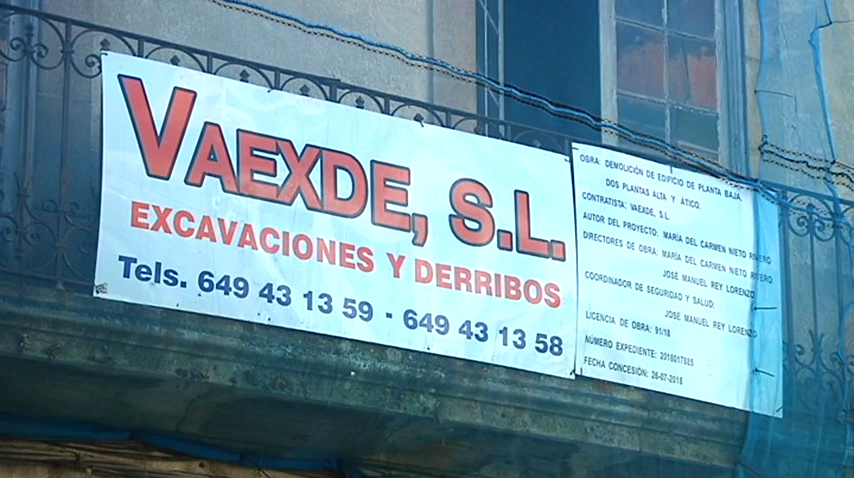 VAEXDE, S.L.
EXCAVACIONES Y DERRIBOS
Tels. 649 43 13 59 - 649 43 13 58
OBRA: DEMOLICIÓN DE EDIFICIO DE PLANTA BAJA,
DOS PLANTAS ALTA Y ÁTICO.
CONTRATISTA: VAEXDE, S.L.
AUTOR DEL PROYECTO: MARÍA DEL CARMEN NIETO RIVERO
DIRECTORES DE OBRA: MARÍA DEL CARMEN NIETO RIVERO
JOSE MANUEL REY LORENZO
COORDINADOR DE SEGURIDAD Y SALUD:
JOSE MANUEL REY LORENZO
LICENCIA DE OBRA: 91/18
NÚMERO EXPEDIENTE: 2018017885
FECHA CONCESIÓN: 26-07-2018